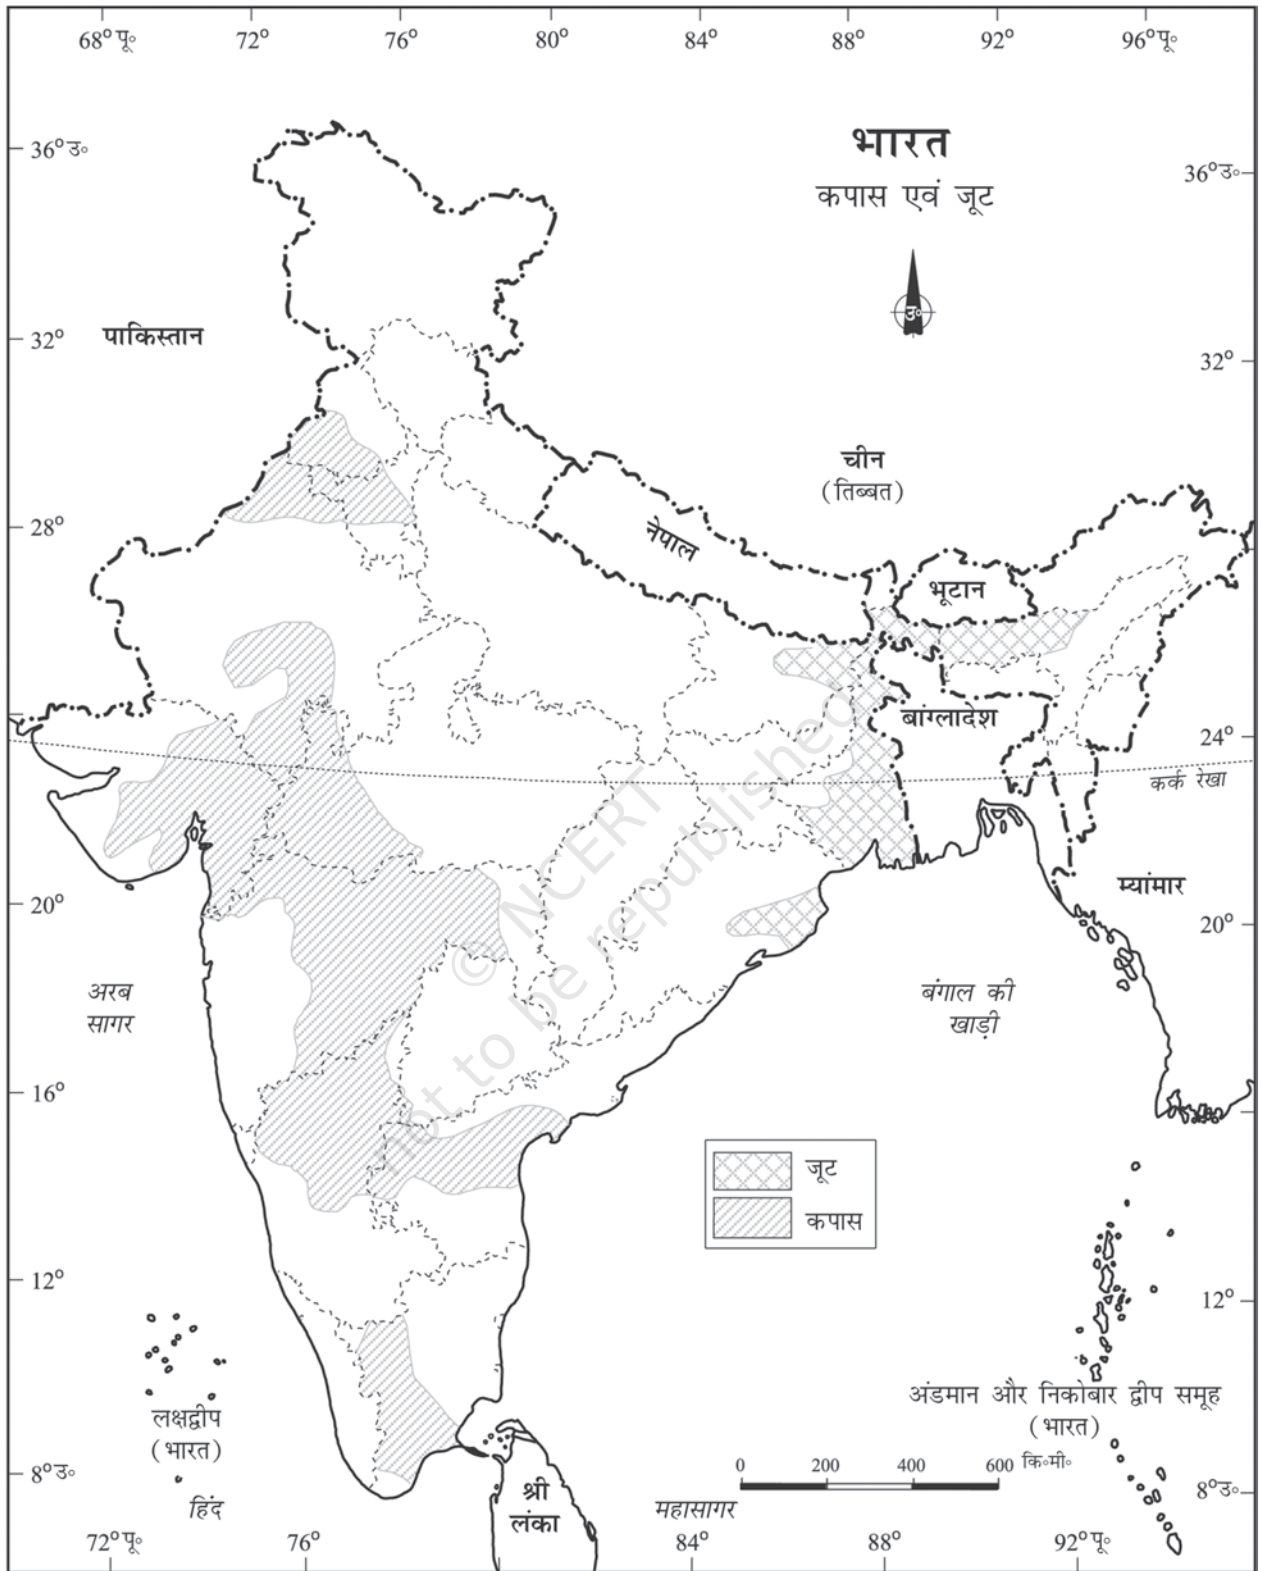 68° पू॰ 72° 76° 80° 84° 88° 92° 96° पू॰
भारत
कपास एवं जूट
36° उ॰
36° उ॰
उ॰
पाकिस्तान
32°
32°
चीन
(तिब्बत)
28°
नेपाल
भूटान
बांग्लादेश
24°
कर्क रेखा
© NCERT
not to be republished
म्यांमार
20°
20°
अरब
सागर
बंगाल की
खाड़ी
16°
जूट
कपास
12°
12°
अंडमान और निकोबार द्वीप समूह
(भारत)
लक्षद्वीप
(भारत)
0 200 400 600 कि॰मी॰
8° उ॰
8° उ॰
श्री
लंका
हिंद
महासागर
72° पू॰ 76° 84° 88° 92° पू॰